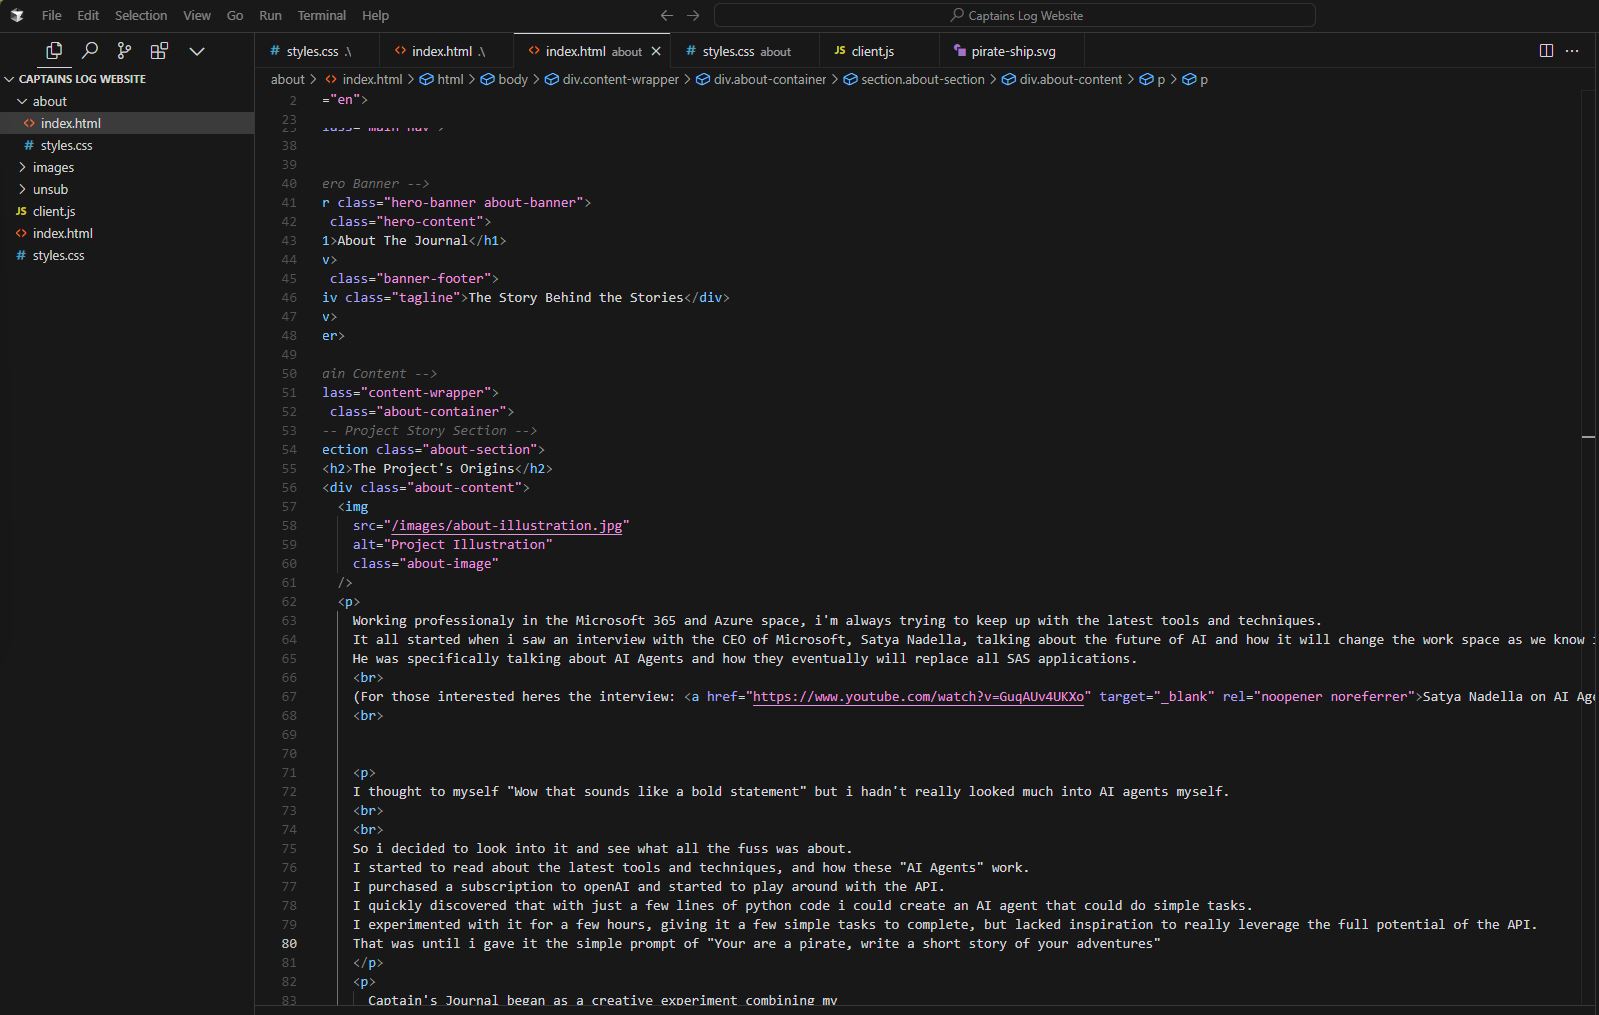 File Edit Selection View Go Run Terminal Help
Captains Log Website
CAPTAINS LOG WEBSITE
about
<> index.html
# styles.css
images
unsub
JS client.js
<> index.html
# styles.css
# styles.css .\ <> index.html .\ <> index.html about # styles.css about JS client.js pirate-ship.svg
about > <> index.html > html > body > div.content-wrapper > div.about-container > section.about-section > div.about-content > p > p
2 ="en">
23
25 lass="main-nav">
38
39
40 ero Banner -->
41 r class="hero-banner about-banner">
42 class="hero-content">
43 1>About The Journal</h1>
44 v>
45 class="banner-footer">
46 iv class="tagline">The Story Behind the Stories</div>
47 v>
48 er>
49
50 ain Content -->
51 lass="content-wrapper">
52 class="about-container">
53 -- Project Story Section -->
54 ection class="about-section">
55 <h2>The Project's Origins</h2>
56 <div class="about-content">
57 <img
58 src="/images/about-illustration.jpg"
59 alt="Project Illustration"
60 class="about-image"
61 />
62 <p>
63 Working professionaly in the Microsoft 365 and Azure space, i'm always trying to keep up with the latest tools and techniques.
64 It all started when i saw an interview with the CEO of Microsoft, Satya Nadella, talking about the future of AI and how it will change the work space as we know i
65 He was specifically talking about AI Agents and how they eventually will replace all SAS applications.
66 <br>
67 (For those interested heres the interview: <a href="https://www.youtube.com/watch?v=GuqAUv4UKXo" target="_blank" rel="noopener noreferrer">Satya Nadella on AI Age
68 <br>
69
70
71 <p>
72 I thought to myself "Wow that sounds like a bold statement" but i hadn't really looked much into AI agents myself.
73 <br>
74 <br>
75 So i decided to look into it and see what all the fuss was about.
76 I started to read about the latest tools and techniques, and how these "AI Agents" work.
77 I purchased a subscription to openAI and started to play around with the API.
78 I quickly discovered that with just a few lines of python code i could create an AI agent that could do simple tasks.
79 I experimented with it for a few hours, giving it a few simple tasks to complete, but lacked inspiration to really leverage the full potential of the API.
80 That was until i gave it the simple prompt of "Your are a pirate, write a short story of your adventures"
81 </p>
82 <p>
83 Captain's Journal began as a creative experiment combining my